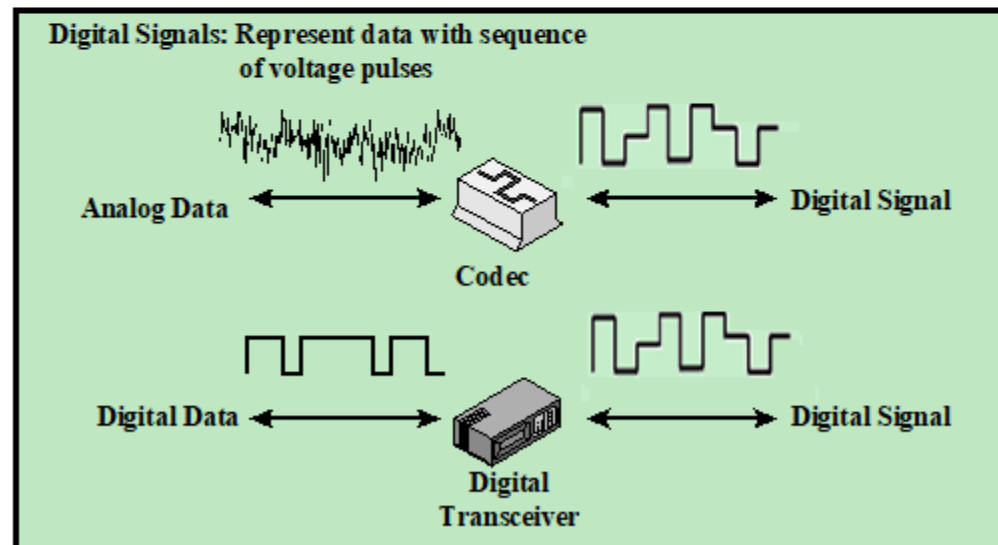 Digital Signals: Represent data with sequence
of voltage pulses
Analog Data
Digital Signal
Codec
Digital Data
Digital Signal
Digital
Transceiver